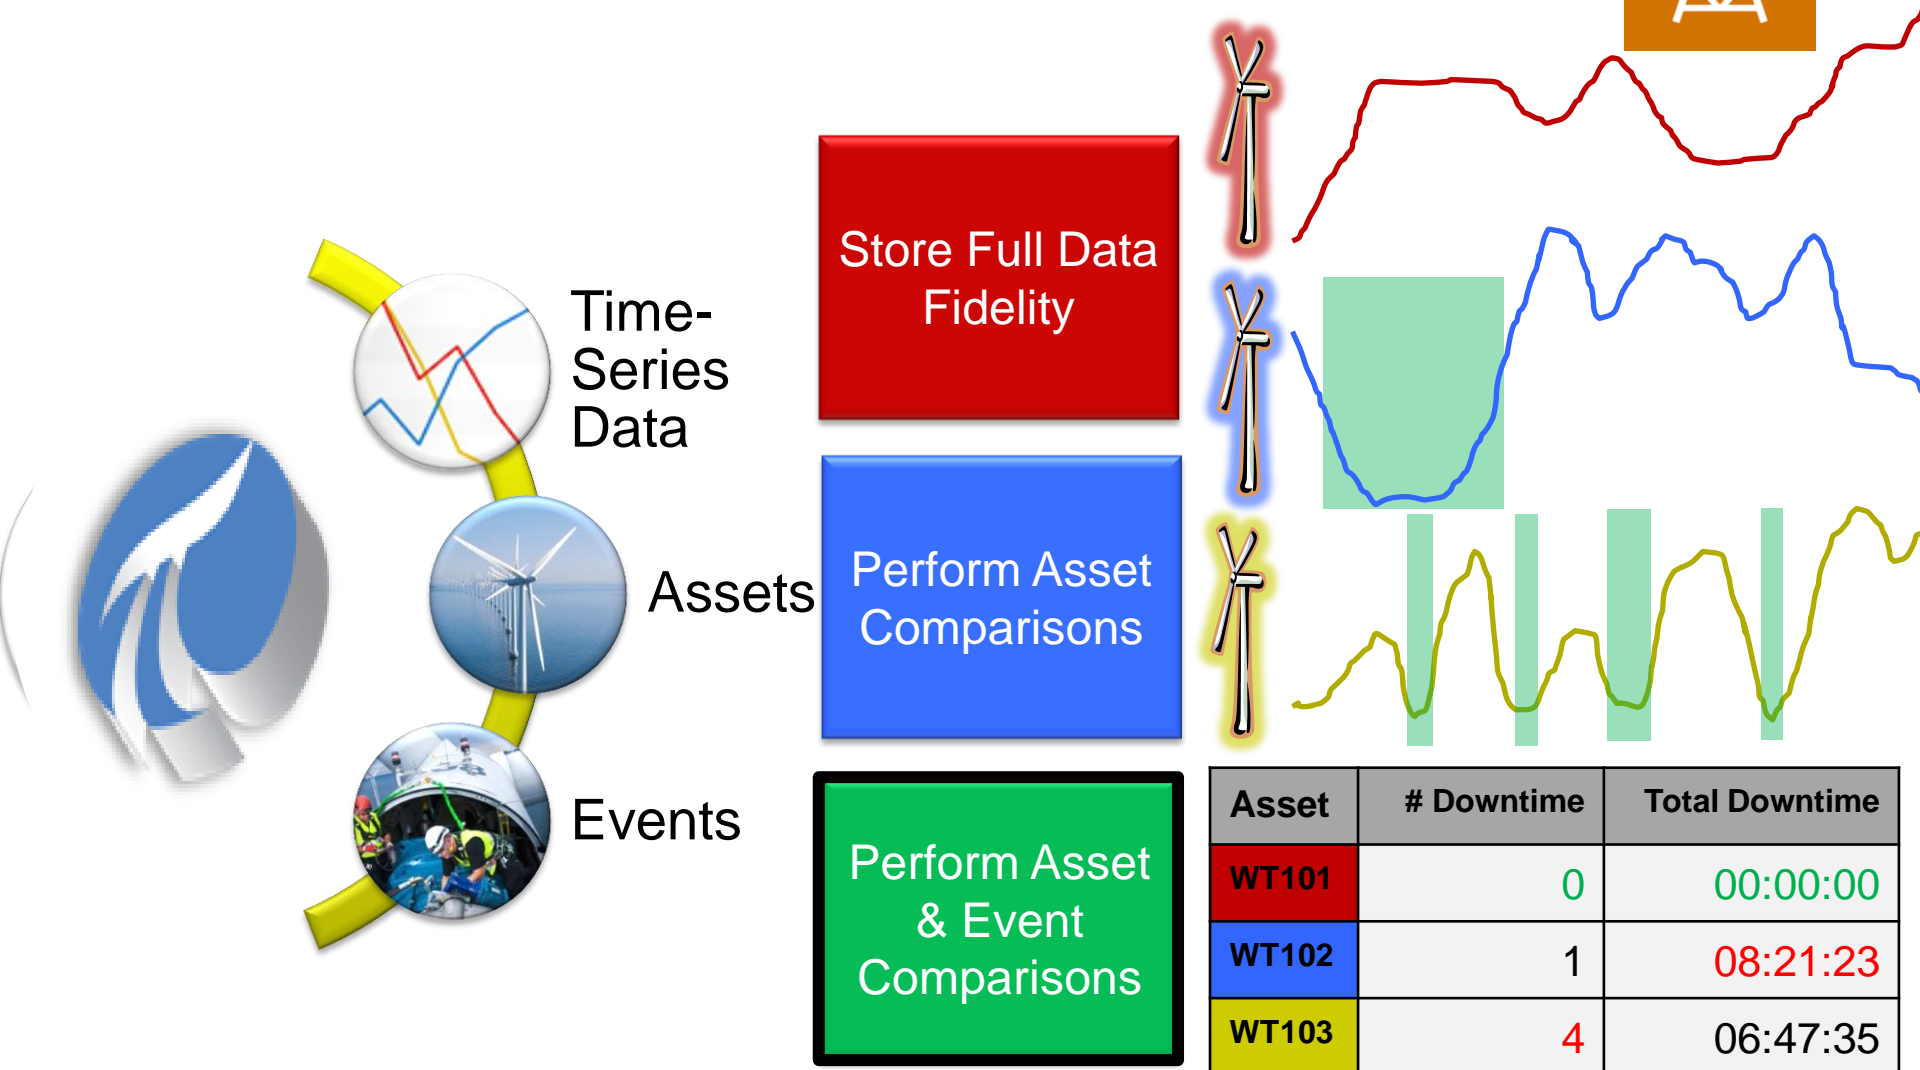 Time-
Series
Data
Assets
Events
Store Full Data
Fidelity
Perform Asset
Comparisons
Perform Asset
& Event
Comparisons
Asset # Downtime Total Downtime
WT101 0 00:00:00
WT102 1 08:21:23
WT103 4 06:47:35